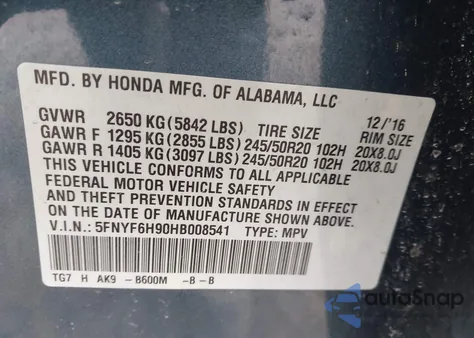 MFD. BY HONDA MFG. OF ALABAMA, LLC
GVWR 2650 KG(5842 LBS) TIRE SIZE 12/'16 RIM SIZE
GAWR F 1295 KG(2855 LBS) 245/50R20 102H 20X8.0J
GAWR R 1405 KG(3097 LBS) 245/50R20 102H 20X8.0J
THIS VEHICLE CONFORMS TO ALL APPLICABLE
FEDERAL MOTOR VEHICLE SAFETY
AND THEFT PREVENTION STANDARDS IN EFFECT
ON THE DATE OF MANUFACTURE SHOWN ABOVE.
V.I.N.: 5FNYF6H90HB008541 TYPE: MPV
TG7 H AK9 -B600M -B-B
autoSnap